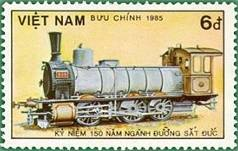 VIỆT NAM BƯU CHÍNH 1985 6đ
KỶ NIỆM 150 NĂM NGÀNH ĐƯỜNG SẮT ĐỨC